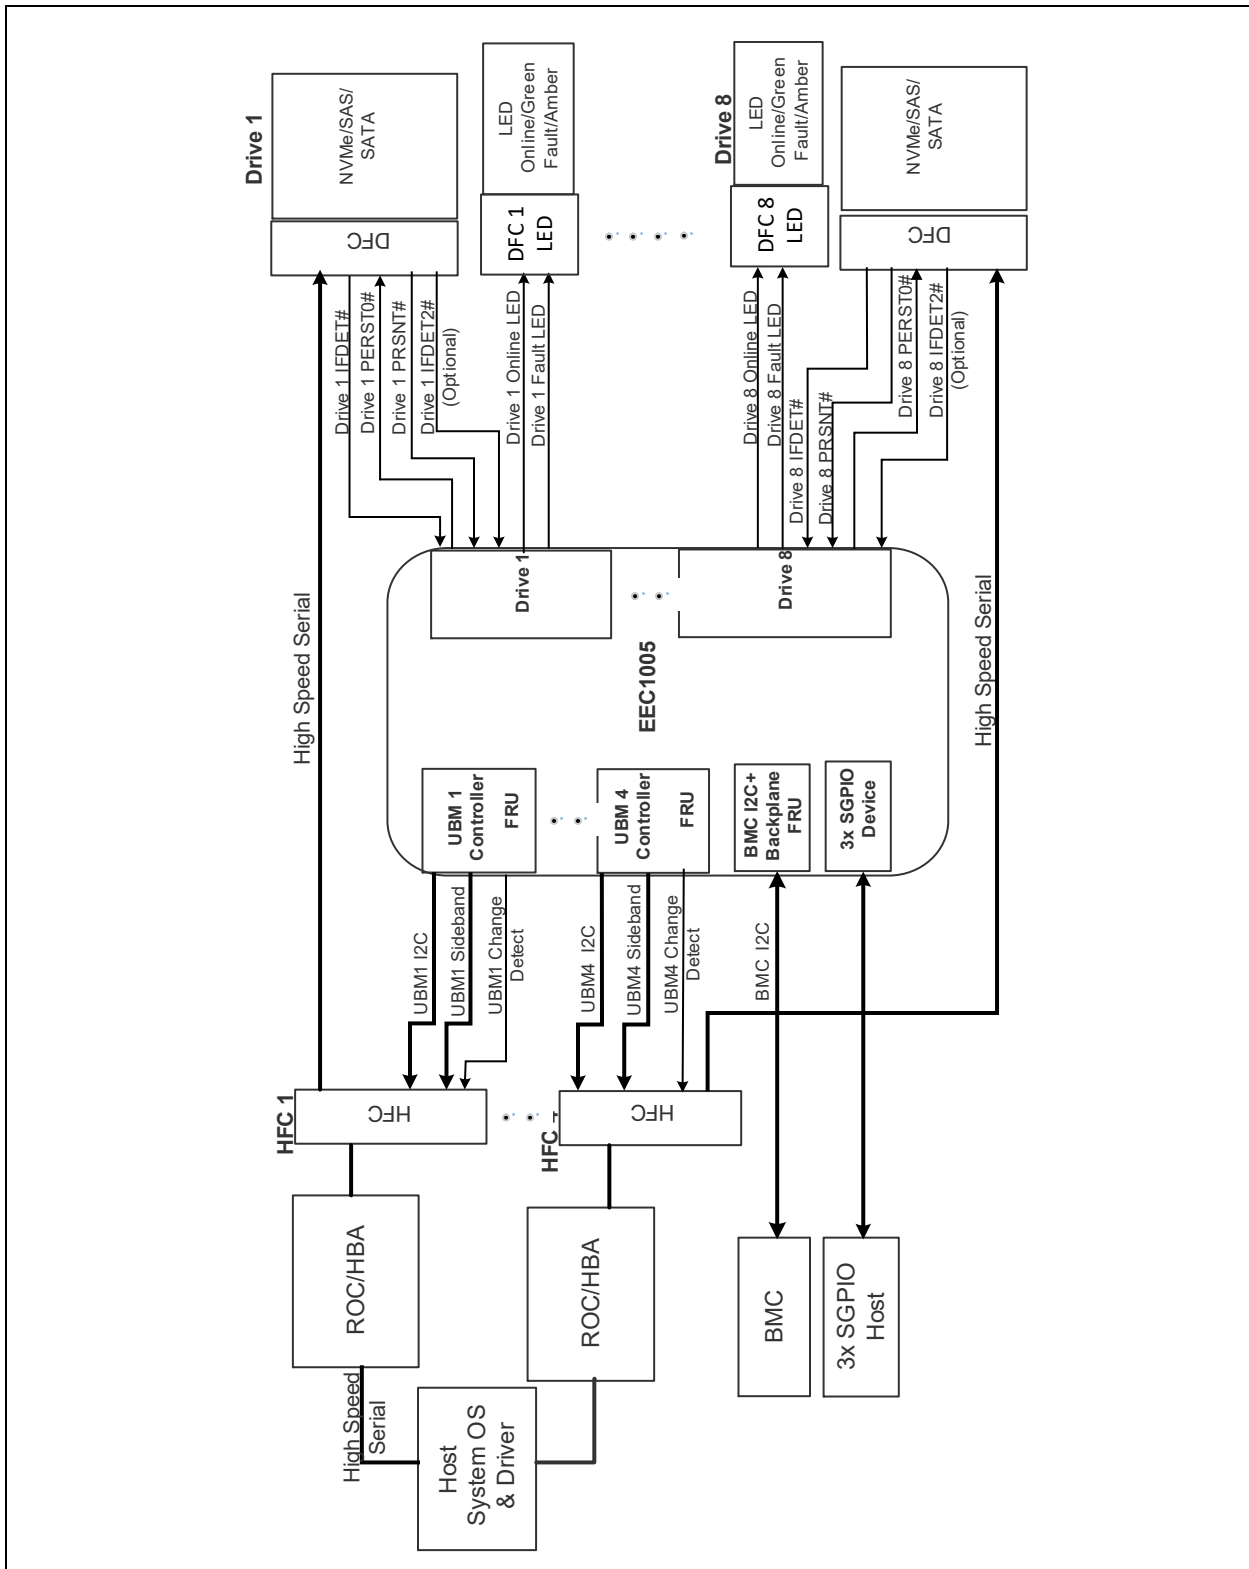 Drive 1
NVMe/SAS/
SATA
DFC
LED
Online/Green
Fault/Amber
DFC 1
LED
Drive 8
LED
Online/Green
Fault/Amber
DFC 8
LED
NVMe/SAS/
SATA
DFC
Drive 1 IFDET#
Drive 1 PERST0#
Drive 1 PRSNT#
Drive 1 IFDET2#
(Optional)
Drive 1 Online LED
Drive 1 Fault LED
Drive 8 Online LED
Drive 8 Fault LED
Drive 8 IFDET#
Drive 8 PRSNT#
Drive 8 PERST0#
Drive 8 IFDET2#
(Optional)
High Speed Serial
Drive 1
Drive 8
EEC1005
High Speed Serial
UBM 1
Controller
FRU
UBM 4
Controller
FRU
BMC I2C+
Backplane
FRU
3x SGPIO
Device
UBM1 I2C
UBM1 Sideband
UBM1 Change
Detect
UBM4 I2C
UBM4 Sideband
UBM4 Change
Detect
BMC I2C
HFC 1
HFC
HFC
HFC
ROC/HBA
ROC/HBA
BMC
3x SGPIO
Host
High Speed
Serial
Host
System OS
& Driver